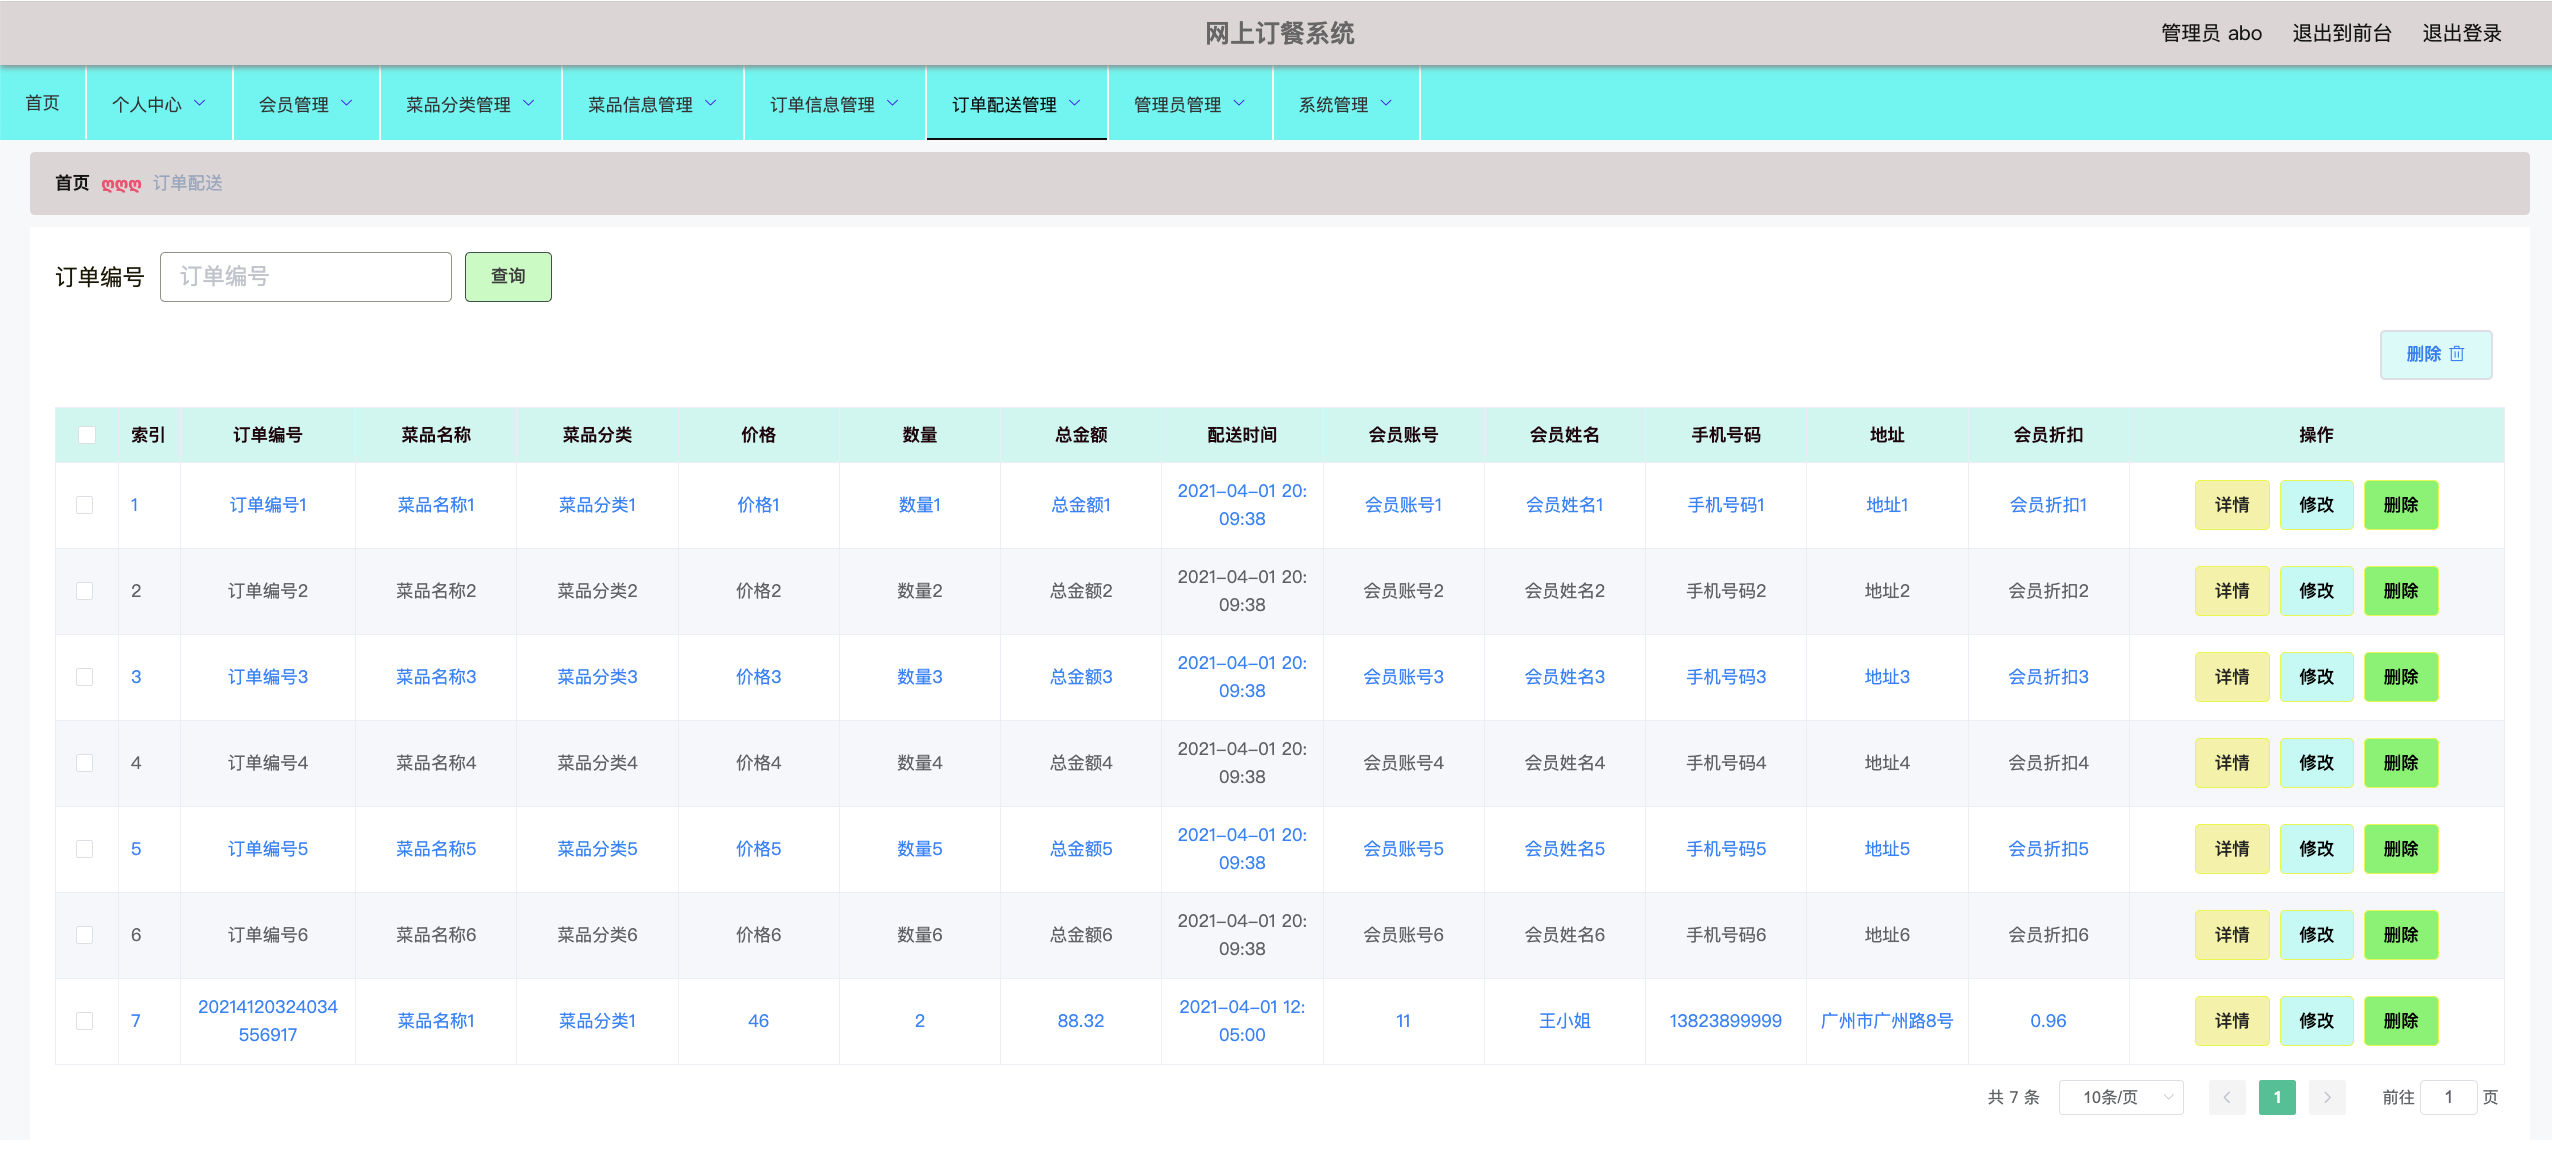 网上订餐系统
管理员 abo 退出到前台 退出登录
首页 个人中心 会员管理 菜品分类管理 菜品信息管理 订单信息管理 订单配送管理 管理员管理 系统管理
首页 ღღღ 订单配送
订单编号 订单编号 查询
删除
索引 订单编号 菜品名称 菜品分类 价格 数量 总金额 配送时间 会员账号 会员姓名 手机号码 地址 会员折扣 操作
1 订单编号1 菜品名称1 菜品分类1 价格1 数量1 总金额1 2021-04-01 20:09:38 会员账号1 会员姓名1 手机号码1 地址1 会员折扣1 详情 修改 删除
2 订单编号2 菜品名称2 菜品分类2 价格2 数量2 总金额2 2021-04-01 20:09:38 会员账号2 会员姓名2 手机号码2 地址2 会员折扣2 详情 修改 删除
3 订单编号3 菜品名称3 菜品分类3 价格3 数量3 总金额3 2021-04-01 20:09:38 会员账号3 会员姓名3 手机号码3 地址3 会员折扣3 详情 修改 删除
4 订单编号4 菜品名称4 菜品分类4 价格4 数量4 总金额4 2021-04-01 20:09:38 会员账号4 会员姓名4 手机号码4 地址4 会员折扣4 详情 修改 删除
5 订单编号5 菜品名称5 菜品分类5 价格5 数量5 总金额5 2021-04-01 20:09:38 会员账号5 会员姓名5 手机号码5 地址5 会员折扣5 详情 修改 删除
6 订单编号6 菜品名称6 菜品分类6 价格6 数量6 总金额6 2021-04-01 20:09:38 会员账号6 会员姓名6 手机号码6 地址6 会员折扣6 详情 修改 删除
7 20214120324034556917 菜品名称1 菜品分类1 46 2 88.32 2021-04-01 12:05:00 11 王小姐 13823899999 广州市广州路8号 0.96 详情 修改 删除
共 7 条 10条/页 1 前往 1 页